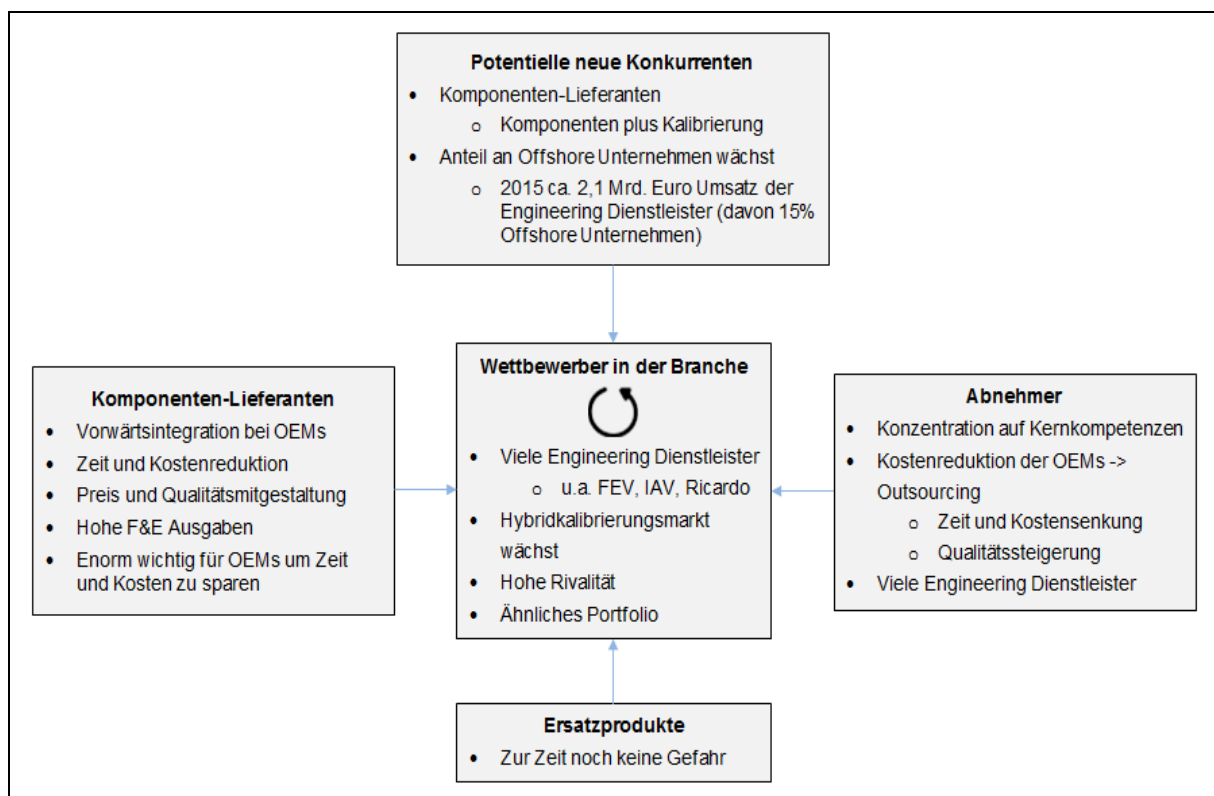 Potentielle neue Konkurrenten
• Komponenten-Lieferanten
o Komponenten plus Kalibrierung
• Anteil an Offshore Unternehmen wächst
o 2015 ca. 2,1 Mrd. Euro Umsatz der
Engineering Dienstleister (davon 15%
Offshore Unternehmen)
Komponenten-Lieferanten
• Vorwärtsintegration bei OEMs
• Zeit und Kostenreduktion
• Preis und Qualitätsmitgestaltung
• Hohe F&E Ausgaben
• Enorm wichtig für OEMs um Zeit
und Kosten zu sparen
Wettbewerber in der Branche
• Viele Engineering Dienstleister
o u.a. FEV, IAV, Ricardo
• Hybridkalibrierungsmarkt
wächst
• Hohe Rivalität
• Ähnliches Portfolio
Abnehmer
• Konzentration auf Kernkompetenzen
• Kostenreduktion der OEMs ->
Outsourcing
o Zeit und Kostensenkung
o Qualitätssteigerung
• Viele Engineering Dienstleister
Ersatzprodukte
• Zur Zeit noch keine Gefahr